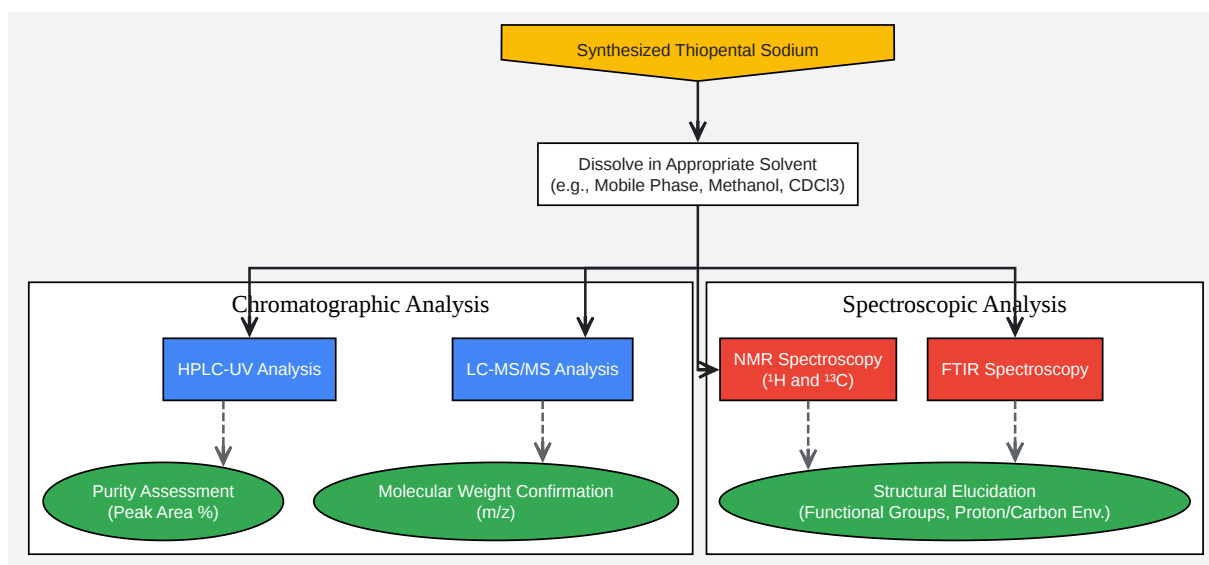 Synthesized Thiopental Sodium
Dissolve in Appropriate Solvent
(e.g., Mobile Phase, Methanol, CDCl3)
Chromatographic Analysis
Spectroscopic Analysis
HPLC-UV Analysis
LC-MS/MS Analysis
NMR Spectroscopy
(¹H and ¹³C)
FTIR Spectroscopy
Purity Assessment
(Peak Area %)
Molecular Weight Confirmation
(m/z)
Structural Elucidation
(Functional Groups, Proton/Carbon Env.)